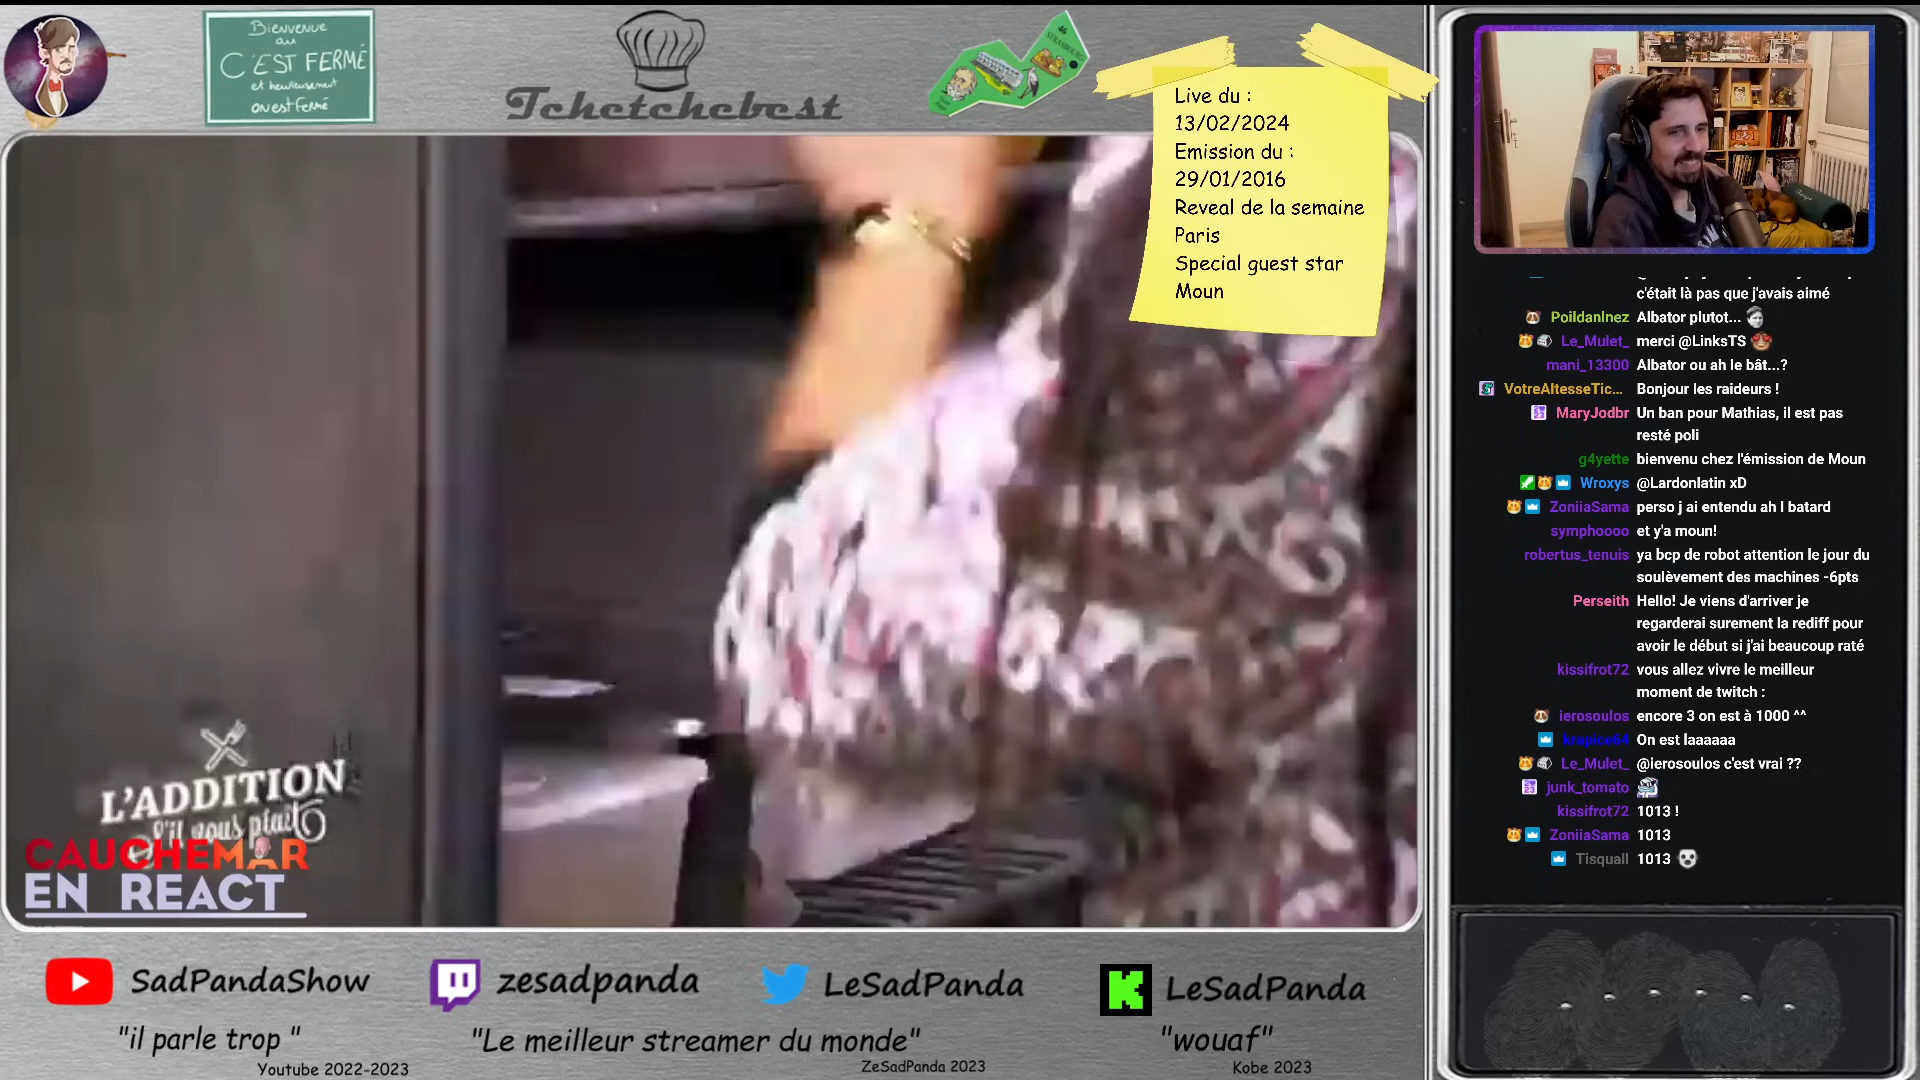 Bienvenue
au
C'EST FERMÉ
et heureusement
on est fermé
Tchetchebest
STRASBOURG
Live du :
13/02/2024
Emission du :
29/01/2016
Reveal de la semaine
Paris
Special guest star
Moun
L'ADDITION
s'il vous plaît
CAUCHEMAR
EN REACT
c'était là pas que j'avais aimé
PoildanInez Albator plutot...
Le_Mulet_ merci @LinksTS
mani_13300 Albator ou ah le bât...?
VotreAltesseTic... Bonjour les raideurs !
MaryJodbr Un ban pour Mathias, il est pas
resté poli
g4yette bienvenu chez l'émission de Moun
Wroxys @Lardonlatin xD
ZoniiaSama perso j ai entendu ah l batard
symphoooo et y'a moun!
robertus_tenuis ya bcp de robot attention le jour du
soulèvement des machines -6pts
Perseith Hello! Je viens d'arriver je
regarderai surement la rediff pour
avoir le début si j'ai beaucoup raté
kissifrot72 vous allez vivre le meilleur
moment de twitch :
ierosoulos encore 3 on est à 1000 ^^
On est laaaaaa
Le_Mulet_ @ierosoulos c'est vrai ??
junk_tomato
kissifrot72 1013 !
ZoniiaSama 1013
Tisquall 1013
SadPandaShow
"il parle trop "
Youtube 2022-2023
zesadpanda
"Le meilleur streamer du monde"
ZeSadPanda 2023
LeSadPanda
LeSadPanda
"wouaf"
Kobe 2023